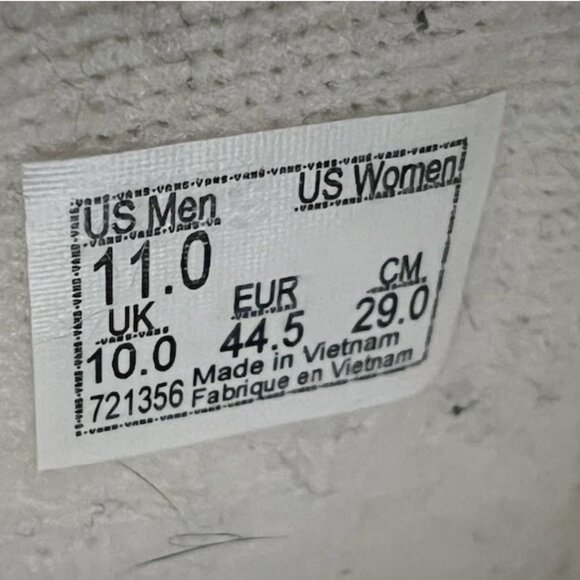 US Men US Women
11.0
UK EUR CM
10.0 44.5 29.0
721356 Made in Vietnam
Fabrique en Vietnam